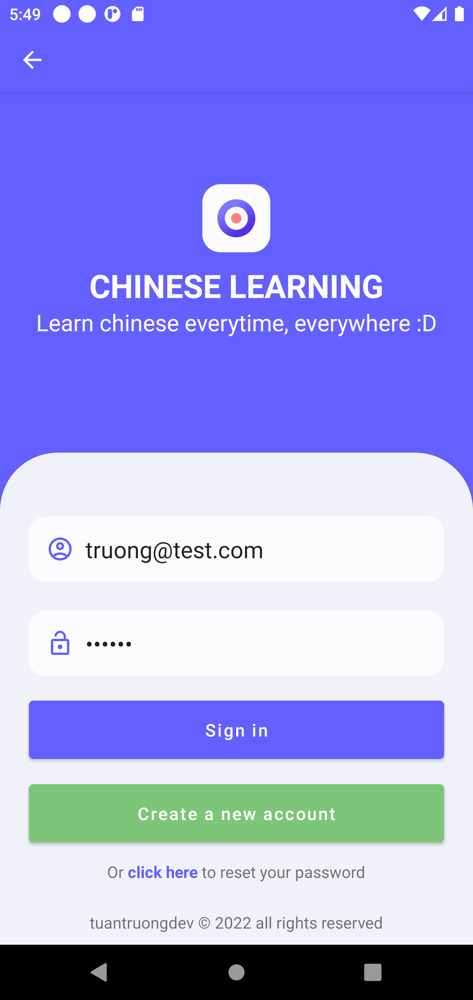 5:49
CHINESE LEARNING
Learn chinese everytime, everywhere :D
truong@test.com
••••••
Sign in
Create a new account
Or click here to reset your password
tuantruongdev © 2022 all rights reserved